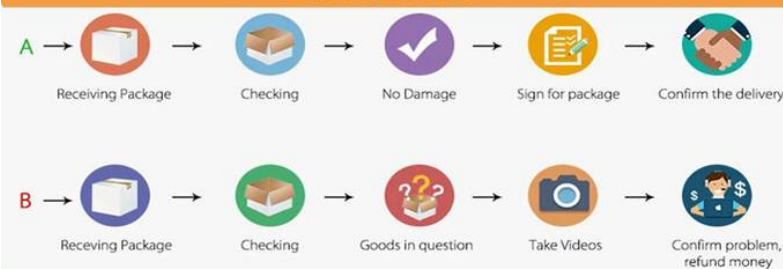 A
Receiving Package
Checking
No Damage
Sign for package
Confirm the delivery
B
Receving Package
Checking
Goods in question
Take Videos
Confirm problem,
refund money